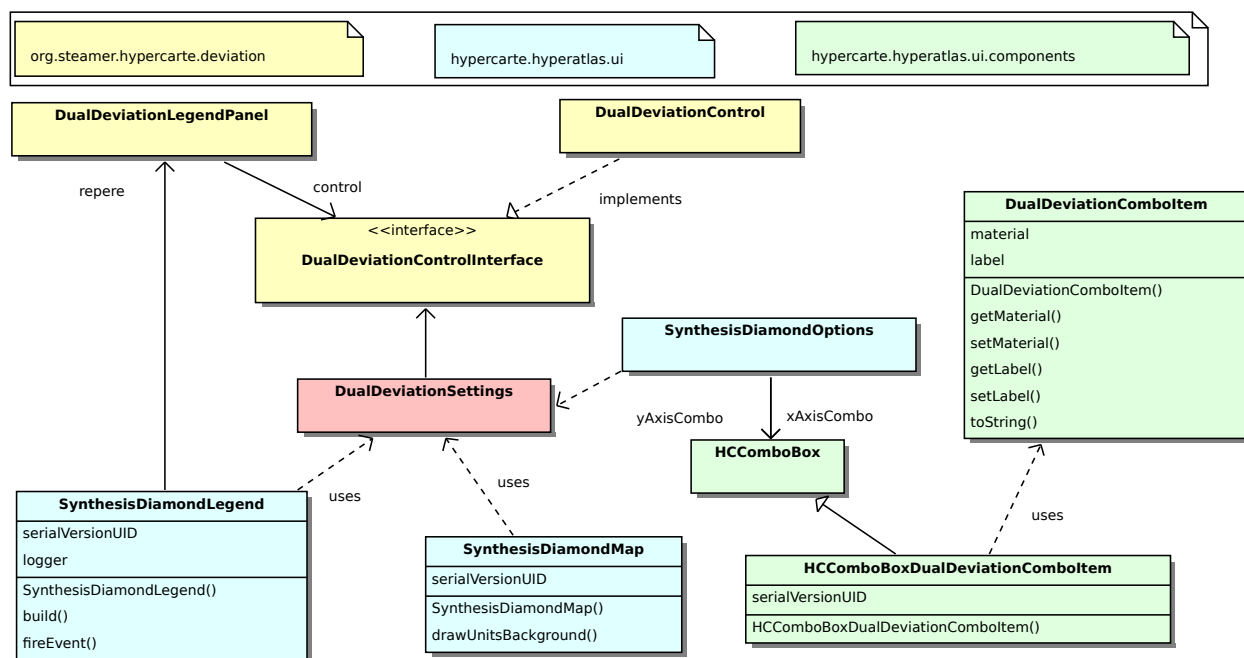 org.steamer.hypercarte.deviation
hypercarte.hyperatlas.ui
hypercarte.hyperatlas.ui.components
DualDeviationLegendPanel
DualDeviationControl
repere
control
implements
<<interface>>
DualDeviationControlInterface
DualDeviationComboItem
material
label
DualDeviationComboItem()
getMaterial()
setMaterial()
getLabel()
setLabel()
toString()
SynthesisDiamondOptions
DualDeviationSettings
yAxisCombo
xAxisCombo
HCComboBox
uses
uses
uses
SynthesisDiamondLegend
serialVersionUID
logger
SynthesisDiamondLegend()
build()
fireEvent()
SynthesisDiamondMap
serialVersionUID
SynthesisDiamondMap()
drawUnitsBackground()
HCComboBoxDualDeviationComboItem
serialVersionUID
HCComboBoxDualDeviationComboItem()